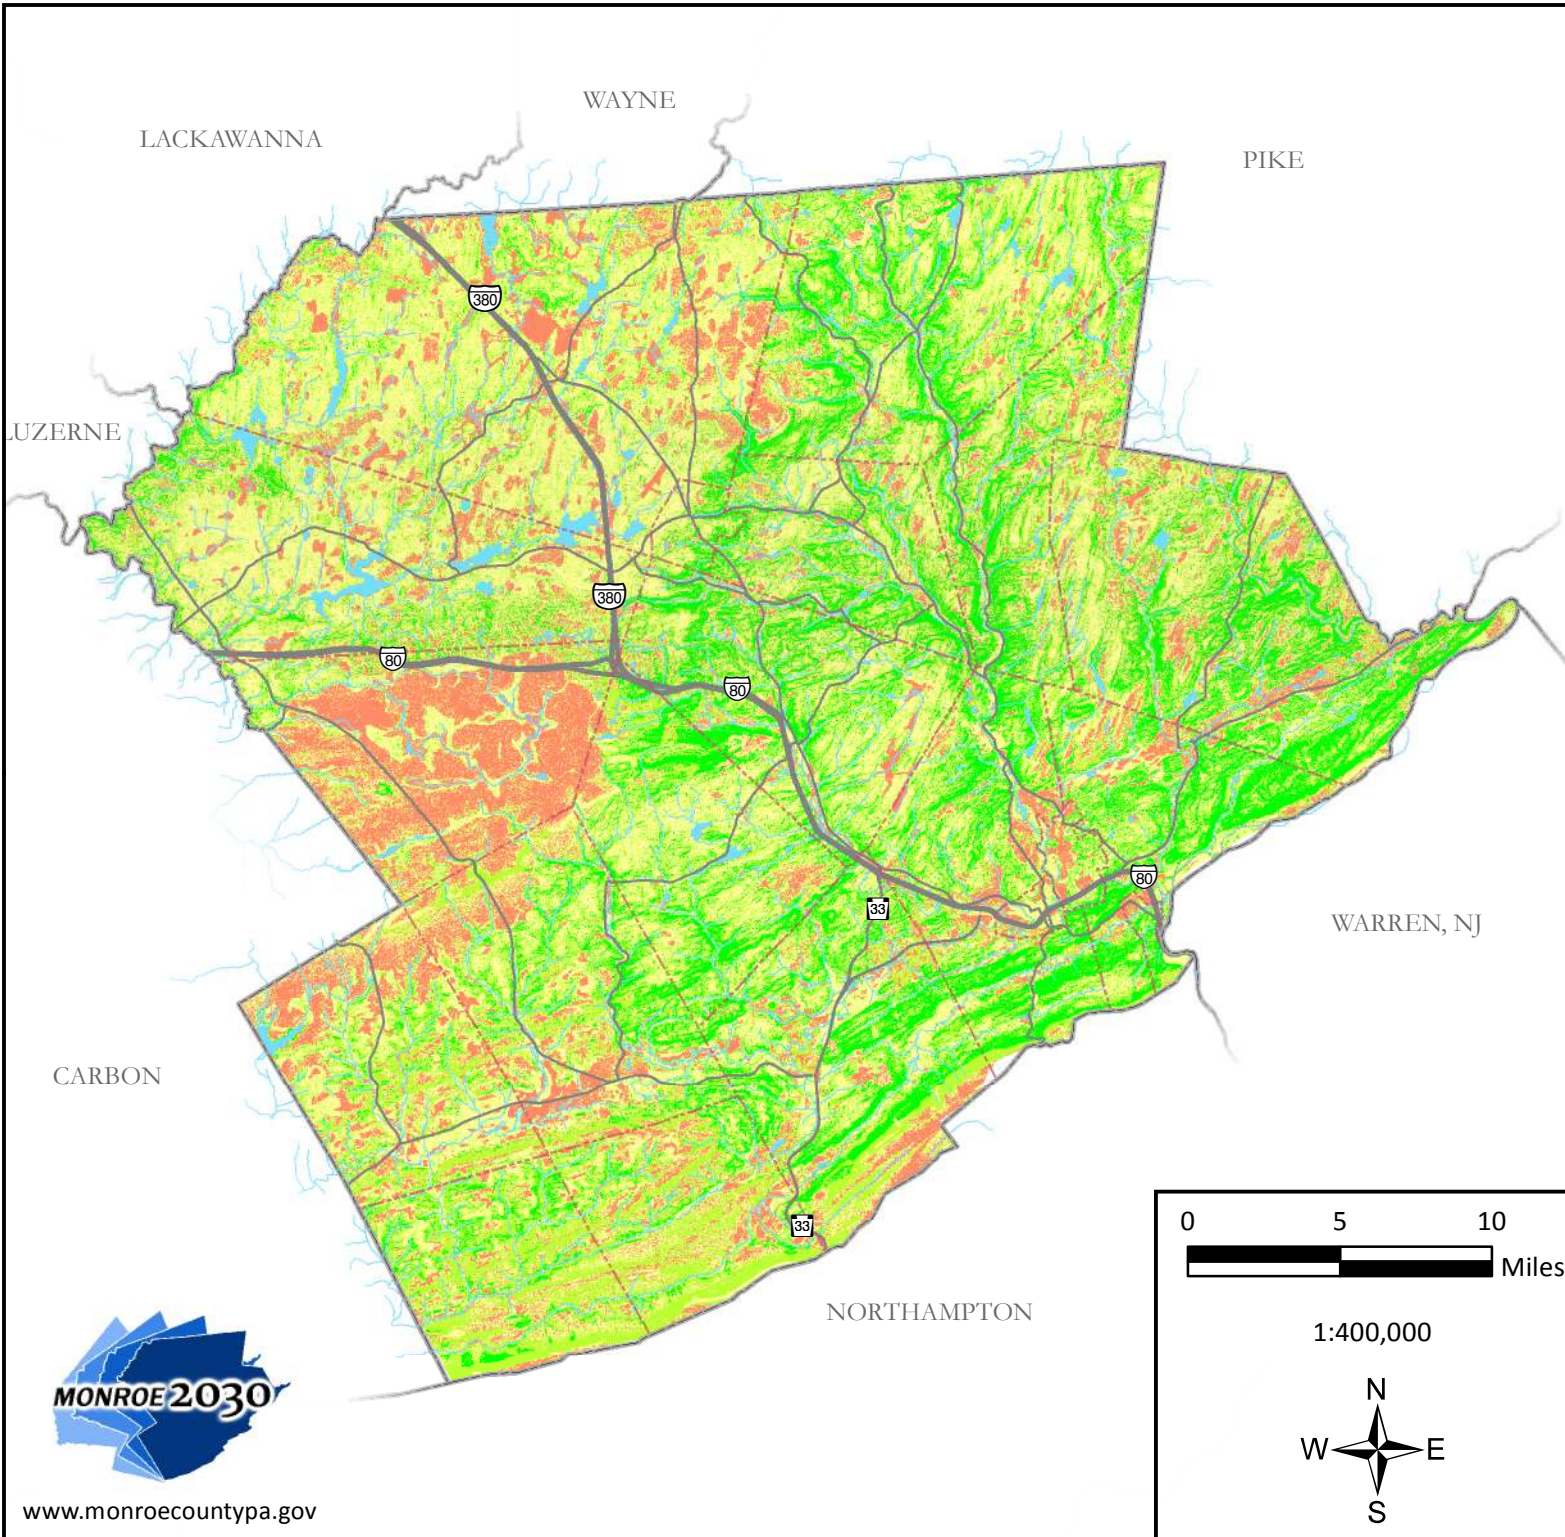 WAYNE
LACKAWANNA
PIKE
380
LUZERNE
380
80
80
80
33
WARREN, NJ
CARBON
33
0 5 10
Miles
NORTHAMPTON
1:400,000
N
W E
S
MONROE 2030
www.monroecountypa.gov